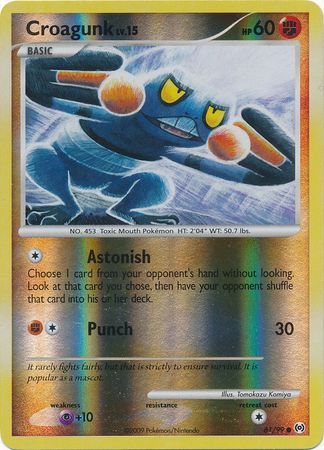 Croagunk LV.15
HP 60
BASIC
NO. 453 Toxic Mouth Pokémon HT: 2'04" WT: 50.7 lbs.
Astonish
Choose 1 card from your opponent's hand without looking.
Look at that card you chose, then have your opponent shuffle
that card into his or her deck.
Punch 30
It rarely fights fairly, but that is strictly to ensure survival. It is
popular as a mascot.
Illus. Tomokazu Komiya
weakness resistance retreat cost
+10
©2009 Pokémon/Nintendo
61/99